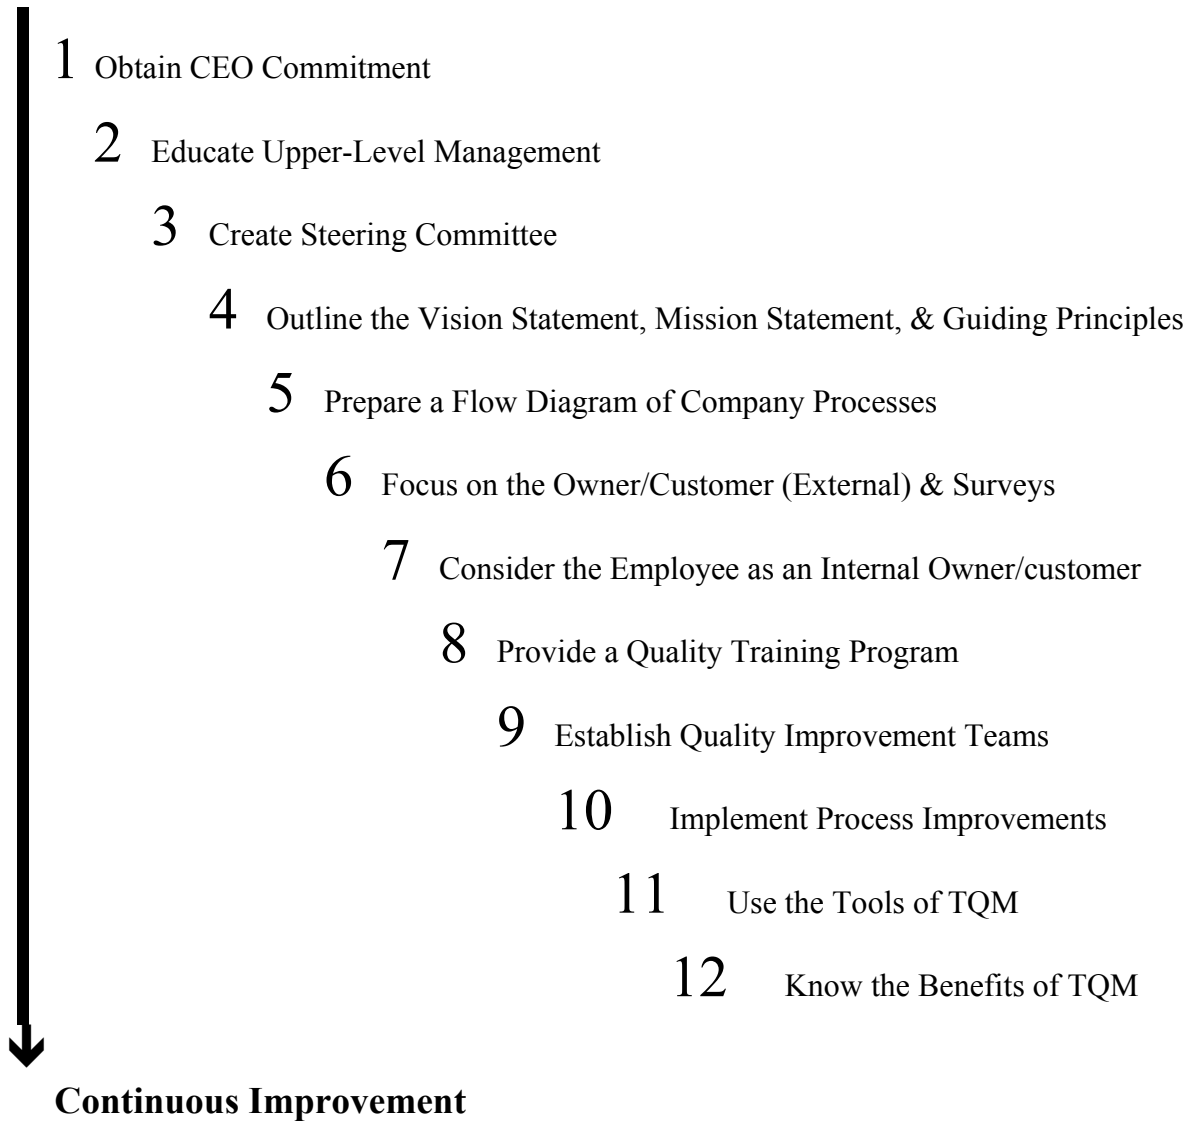 1 Obtain CEO Commitment
2 Educate Upper-Level Management
3 Create Steering Committee
4 Outline the Vision Statement, Mission Statement, & Guiding Principles
5 Prepare a Flow Diagram of Company Processes
6 Focus on the Owner/Customer (External) & Surveys
7 Consider the Employee as an Internal Owner/customer
8 Provide a Quality Training Program
9 Establish Quality Improvement Teams
10 Implement Process Improvements
11 Use the Tools of TQM
12 Know the Benefits of TQM
Continuous Improvement